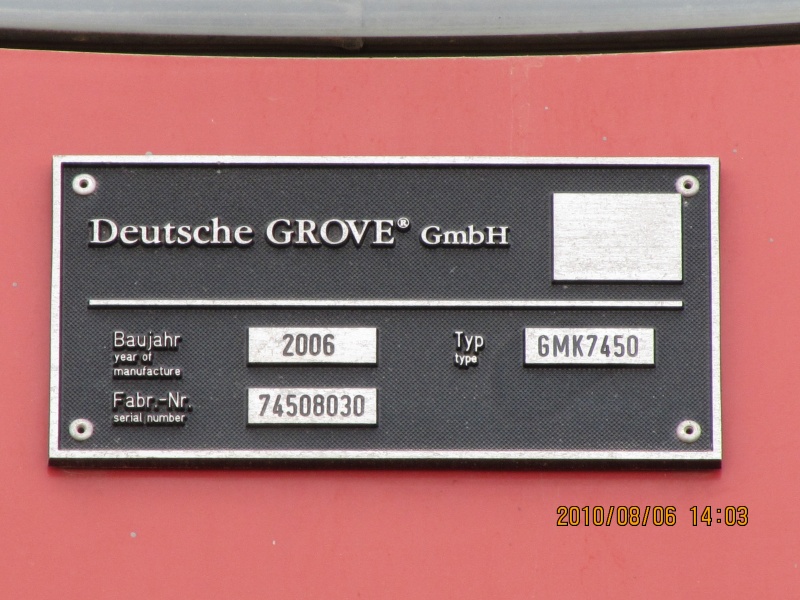 Deutsche GROVE® GmbH
Baujahr 2006 Typ GMK7450
year of type
manufacture
Fabr.-Nr. 74508030
serial number
2010/08/06 14:03